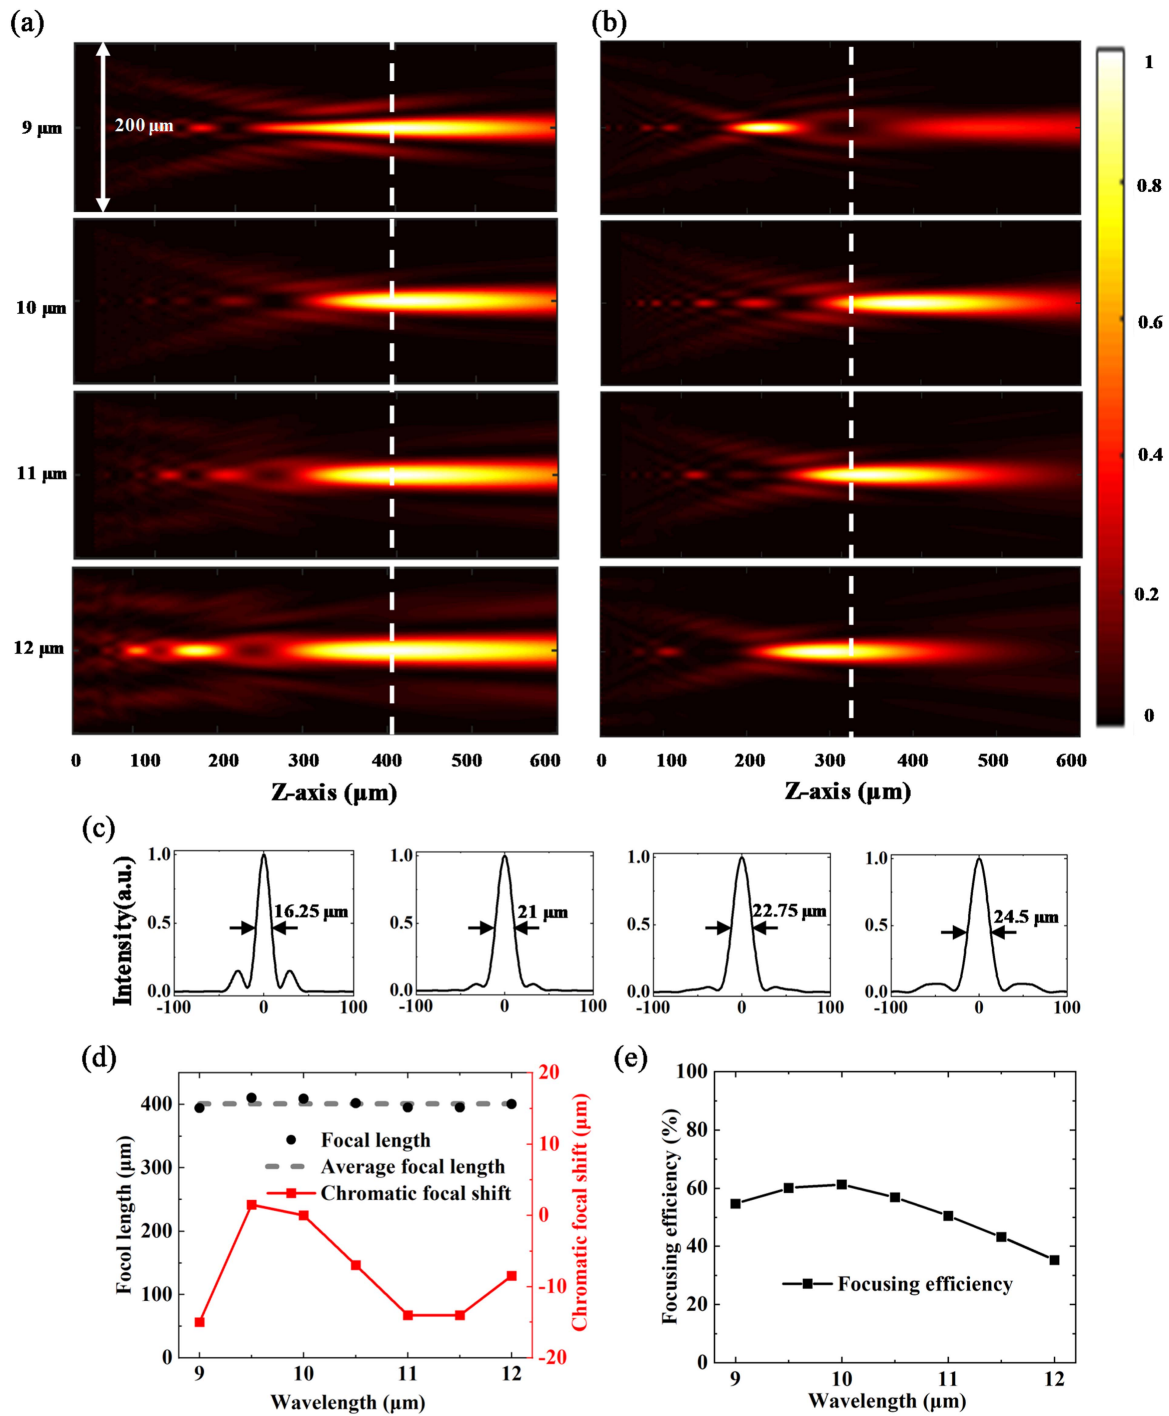 (a)
(b)
9 μm
200 μm
10 μm
11 μm
12 μm
1
0.8
0.6
0.4
0.2
0
0 100 200 300 400 500 600
Z-axis (μm)
0 100 200 300 400 500 600
Z-axis (μm)
(c)
Intensity(a.u.)
1.0
0.5
0.0
16.25 μm
-100 0 100
1.0
0.5
0.0
21 μm
-100 0 100
1.0
0.5
0.0
22.75 μm
-100 0 100
1.0
0.5
0.0
24.5 μm
-100 0 100
(d)
Focol length (μm)
400
300
200
100
0
Focal length
Average focal length
Chromatic focal shift
20
10
0
-10
-20
Chromatic focal shift (μm)
9 10 11 12
Wavelength (μm)
(e)
Focusing efficiency (%)
100
80
60
40
20
0
Focusing efficiency
9 10 11 12
Wavelength (μm)